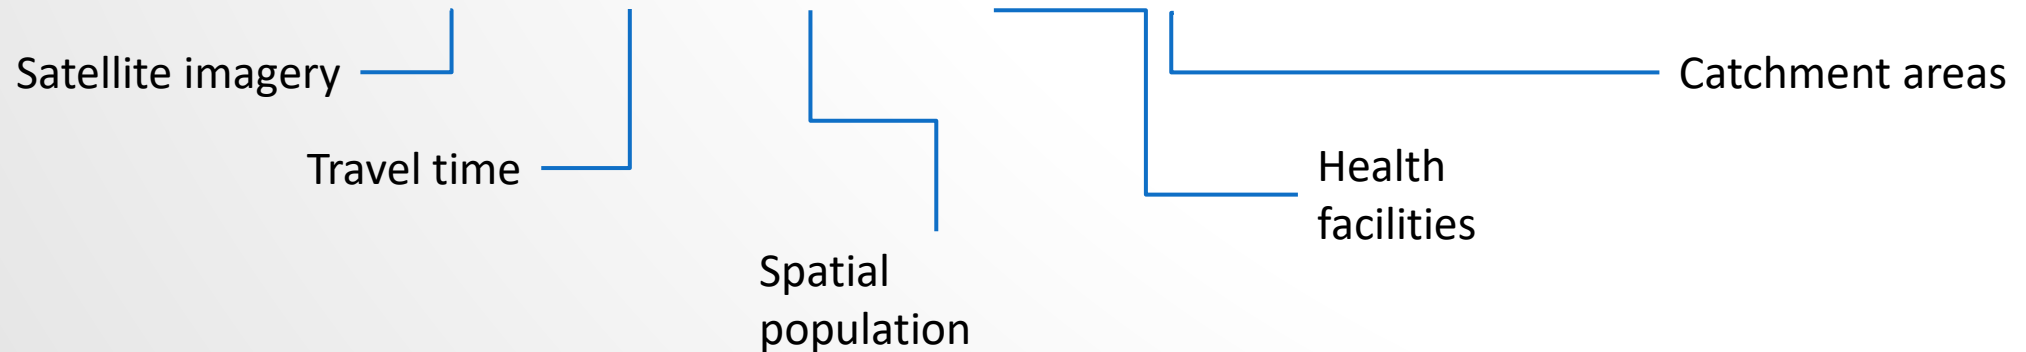 Satellite imagery
Catchment areas
Travel time
Health
facilities
Spatial
population